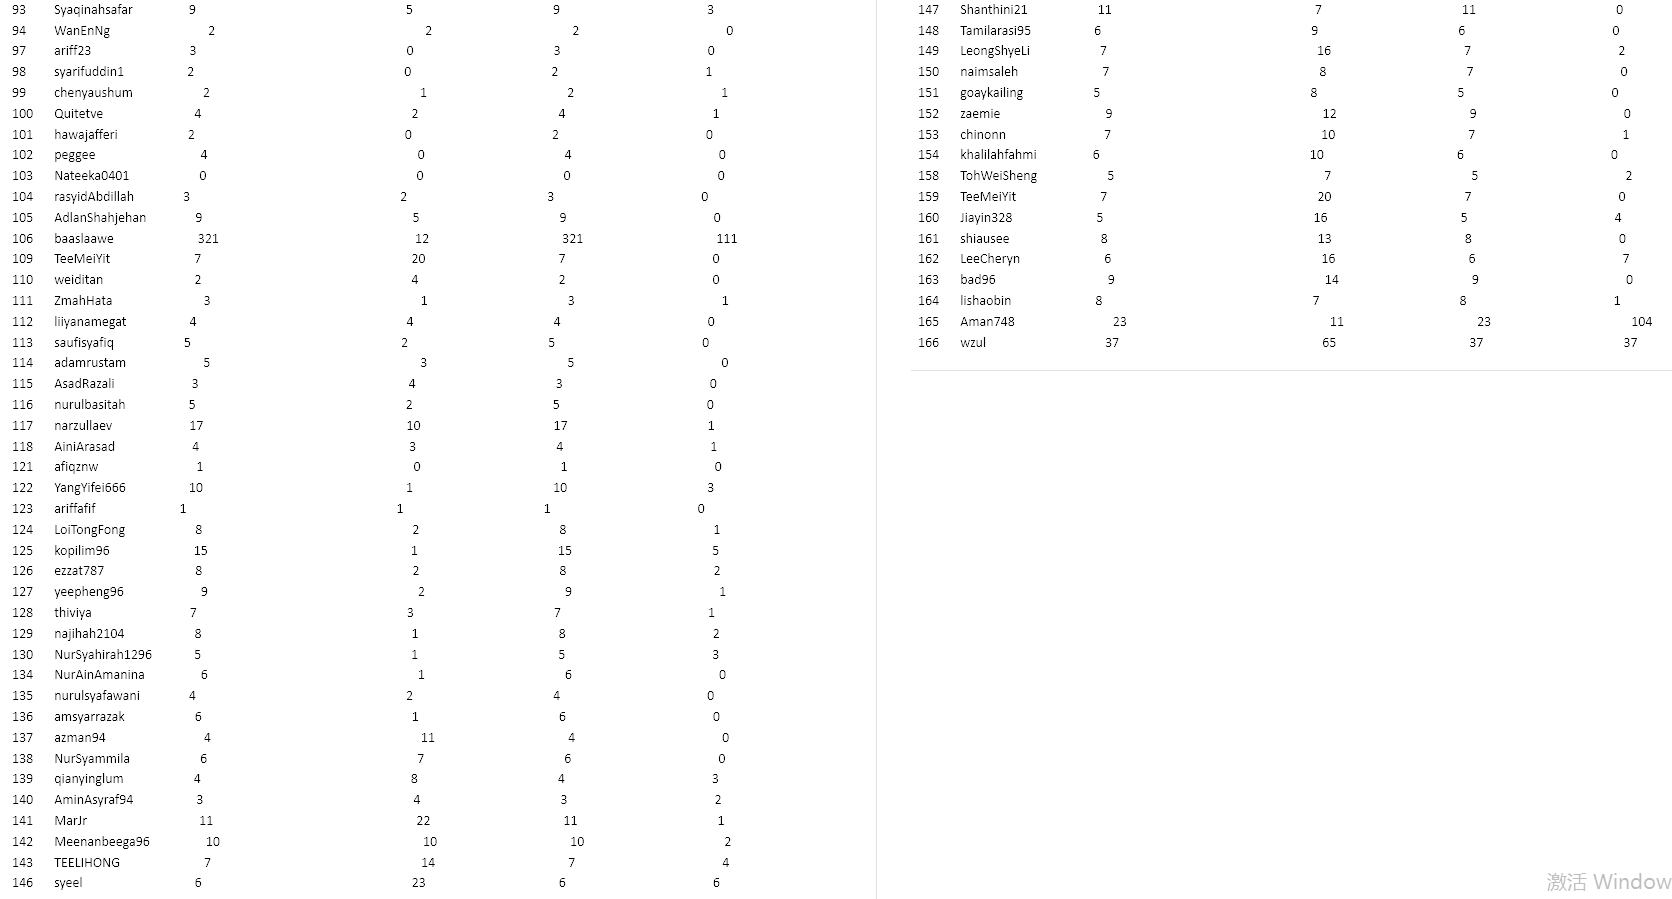 93 Syaqinahsafar 9 5 9 3
94 WanEnNg 2 2 2 0
97 ariff23 3 0 3 0
98 syarifuddin1 2 0 2 1
99 chenyaushum 2 1 2 1
100 Quitetve 4 2 4 1
101 hawajafferi 2 0 2 0
102 peggee 4 0 4 0
103 Nateeka0401 0 0 0 0
104 rasyidAbdillah 3 2 3 0
105 AdlanShahjehan 9 5 9 0
106 baaslaawe 321 12 321 111
109 TeeMeiYit 7 20 7 0
110 weiditan 2 4 2 0
111 ZmahHata 3 1 3 1
112 liiyanamegat 4 4 4 0
113 saufisyafiq 5 2 5 0
114 adamrustam 5 3 5 0
115 AsadRazali 3 4 3 0
116 nurulbasitah 5 2 5 0
117 narzullaev 17 10 17 1
118 AiniArasad 4 3 4 1
121 afiqznw 1 0 1 0
122 YangYifei666 10 1 10 3
123 ariffafif 1 1 1 0
124 LoiTongFong 8 2 8 1
125 kopilim96 15 1 15 5
126 ezzat787 8 2 8 2
127 yeepheng96 9 2 9 1
128 thiviya 7 3 7 1
129 najihah2104 8 1 8 2
130 NurSyahirah1296 5 1 5 3
134 NurAinAmanina 6 1 6 0
135 nurulsyafawani 4 2 4 0
136 amsyarrazak 6 1 6 0
137 azman94 4 11 4 0
138 NurSyammila 6 7 6 0
139 qianyinglum 4 8 4 3
140 AminAsyraf94 3 4 3 2
141 MarJr 11 22 11 1
142 Meenanbeega96 10 10 10 2
143 TEELIHONG 7 14 7 4
146 syeel 6 23 6 6
147 Shanthini21 11 7 11 0
148 Tamilarasi95 6 9 6 0
149 LeongShyeLi 7 16 7 2
150 naimsaleh 7 8 7 0
151 goaykailing 5 8 5 0
152 zaemie 9 12 9 0
153 chinonn 7 10 7 1
154 khalilahfahmi 6 10 6 0
158 TohWeiSheng 5 7 5 2
159 TeeMeiYit 7 20 7 0
160 Jiayin328 5 16 5 4
161 shiausee 8 13 8 0
162 LeeCheryn 6 16 6 7
163 bad96 9 14 9 0
164 lishaobin 8 7 8 1
165 Aman748 23 11 23 104
166 wzul 37 65 37 37
激活 Window